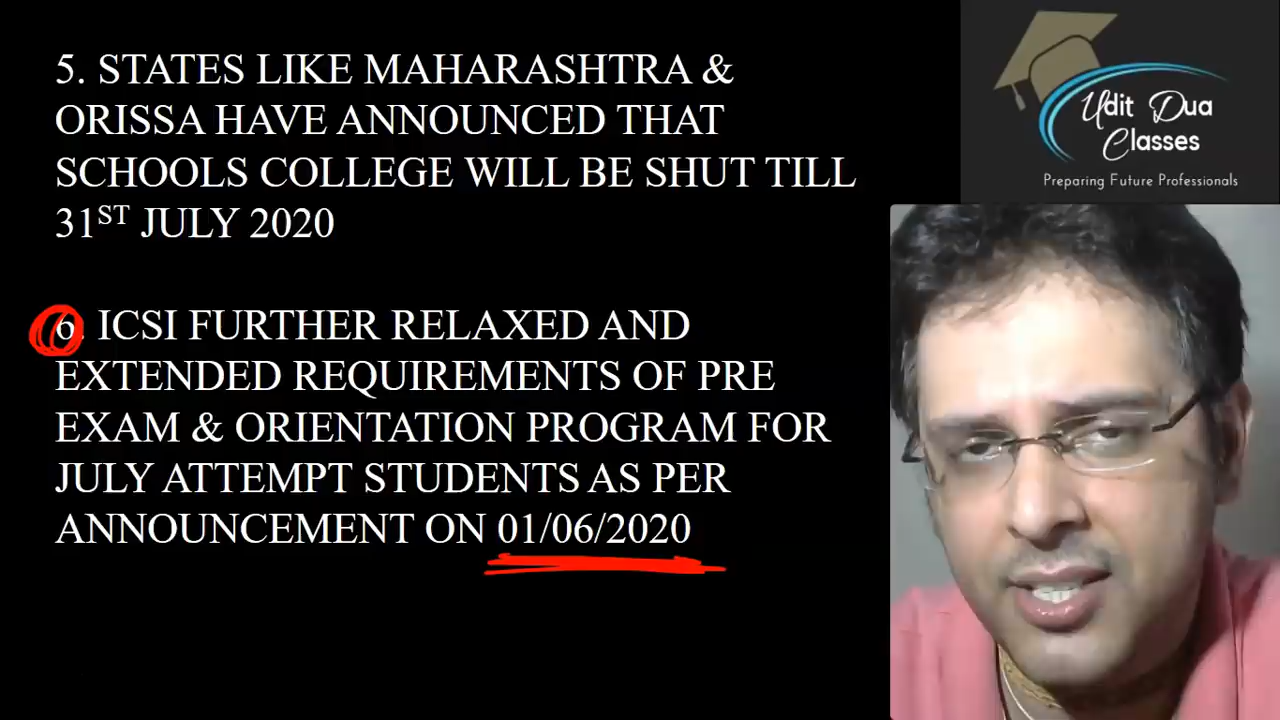 5. STATES LIKE MAHARASHTRA &
ORISSA HAVE ANNOUNCED THAT
SCHOOLS COLLEGE WILL BE SHUT TILL
31ST JULY 2020
6. ICSI FURTHER RELAXED AND
EXTENDED REQUIREMENTS OF PRE
EXAM & ORIENTATION PROGRAM FOR
JULY ATTEMPT STUDENTS AS PER
ANNOUNCEMENT ON 01/06/2020
Udit Dua
Classes
Preparing Future Professionals